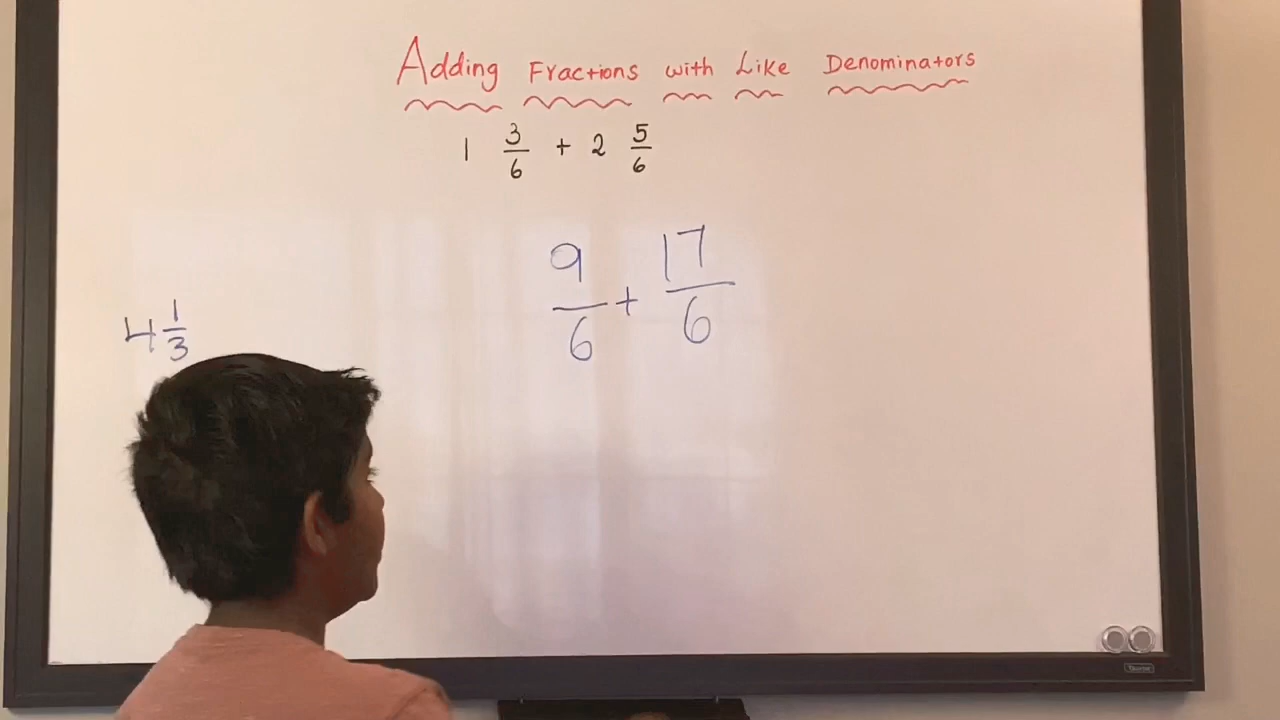 Adding Fractions with Like Denominators
1 3/6 + 2 5/6
9/6 + 17/6
4 1/3